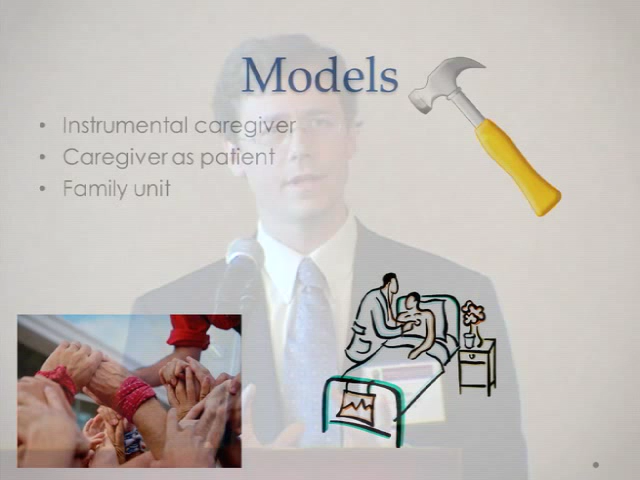 Models
• Instrumental caregiver
• Caregiver as patient
• Family unit